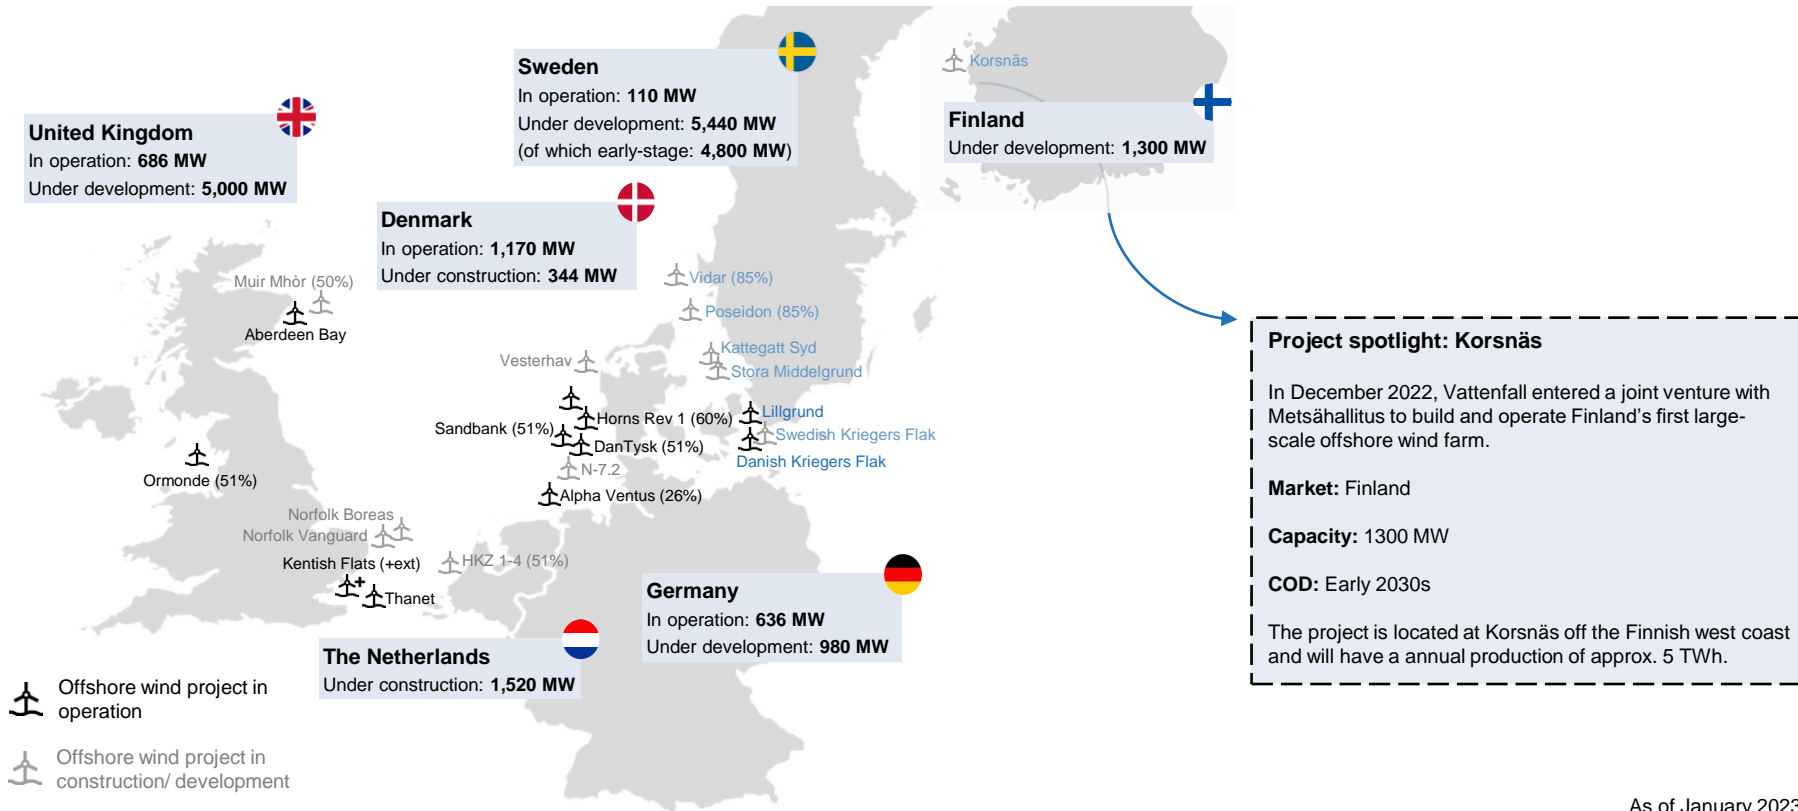 Sweden
In operation: 110 MW
Under development: 5,440 MW
(of which early-stage: 4,800 MW)
Korsnäs
Finland
Under development: 1,300 MW
United Kingdom
In operation: 686 MW
Under development: 5,000 MW
Denmark
In operation: 1,170 MW
Under construction: 344 MW
Muir Mhòr (50%)
Aberdeen Bay
Vidar (85%)
Poseidon (85%)
Kattegatt Syd
Stora Middelgrund
Vesterhav
Horns Rev 1 (60%)
Sandbank (51%)
DanTysk (51%)
N-7.2
Alpha Ventus (26%)
Lillgrund
Swedish Kriegers Flak
Danish Kriegers Flak
Ormonde (51%)
Norfolk Boreas
Norfolk Vanguard
Kentish Flats (+ext)
Thanet
HKZ 1-4 (51%)
Germany
In operation: 636 MW
Under development: 980 MW
The Netherlands
Under construction: 1,520 MW
Offshore wind project in
operation
Offshore wind project in
construction/ development
Project spotlight: Korsnäs
In December 2022, Vattenfall entered a joint venture with
Metsähallitus to build and operate Finland's first large-
scale offshore wind farm.
Market: Finland
Capacity: 1300 MW
COD: Early 2030s
The project is located at Korsnäs off the Finnish west coast
and will have a annual production of approx. 5 TWh.
As of January 2023